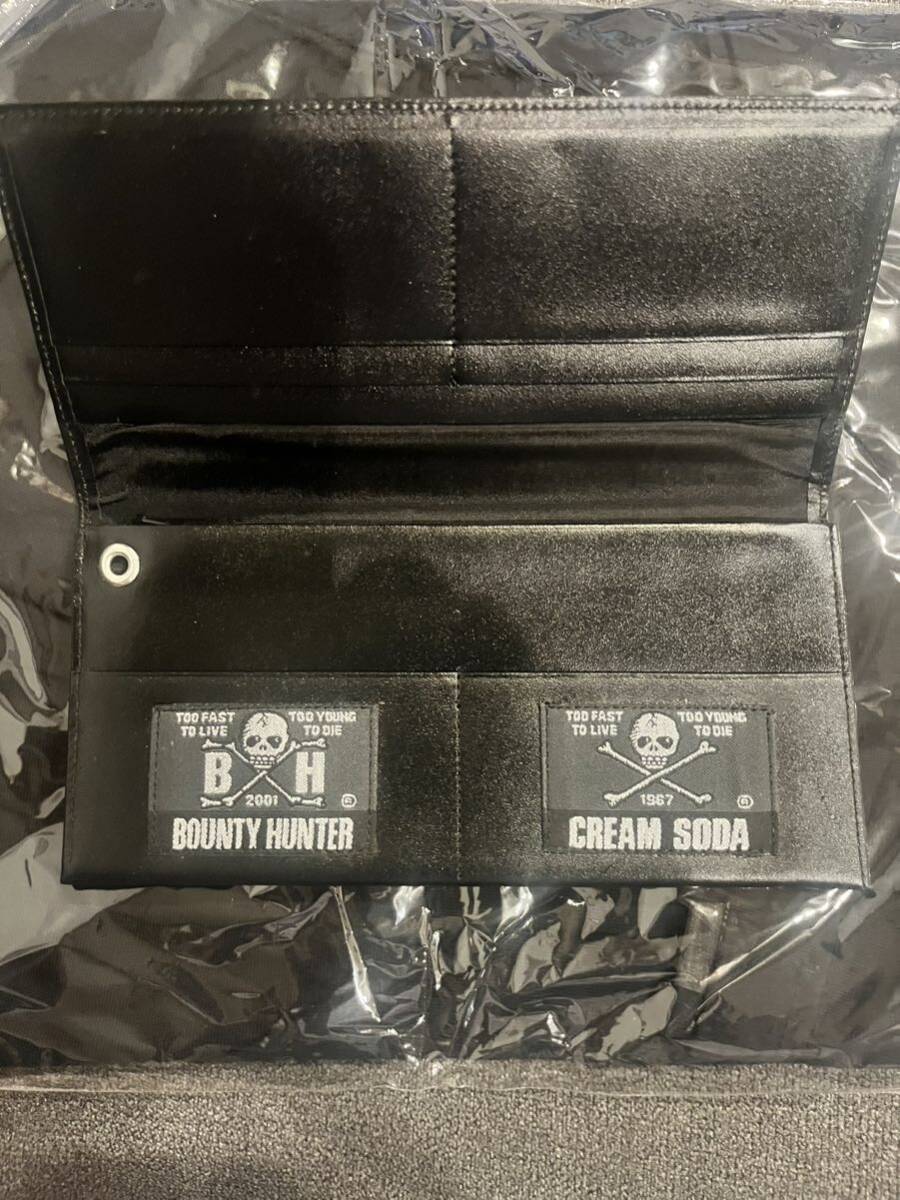 TOO FAST TOO YOUNG
TO LIVE TO DIE
B H
2001
BOUNTY HUNTER
TOO FAST TOO YOUNG
TO LIVE TO DIE
1967
CREAM SODA